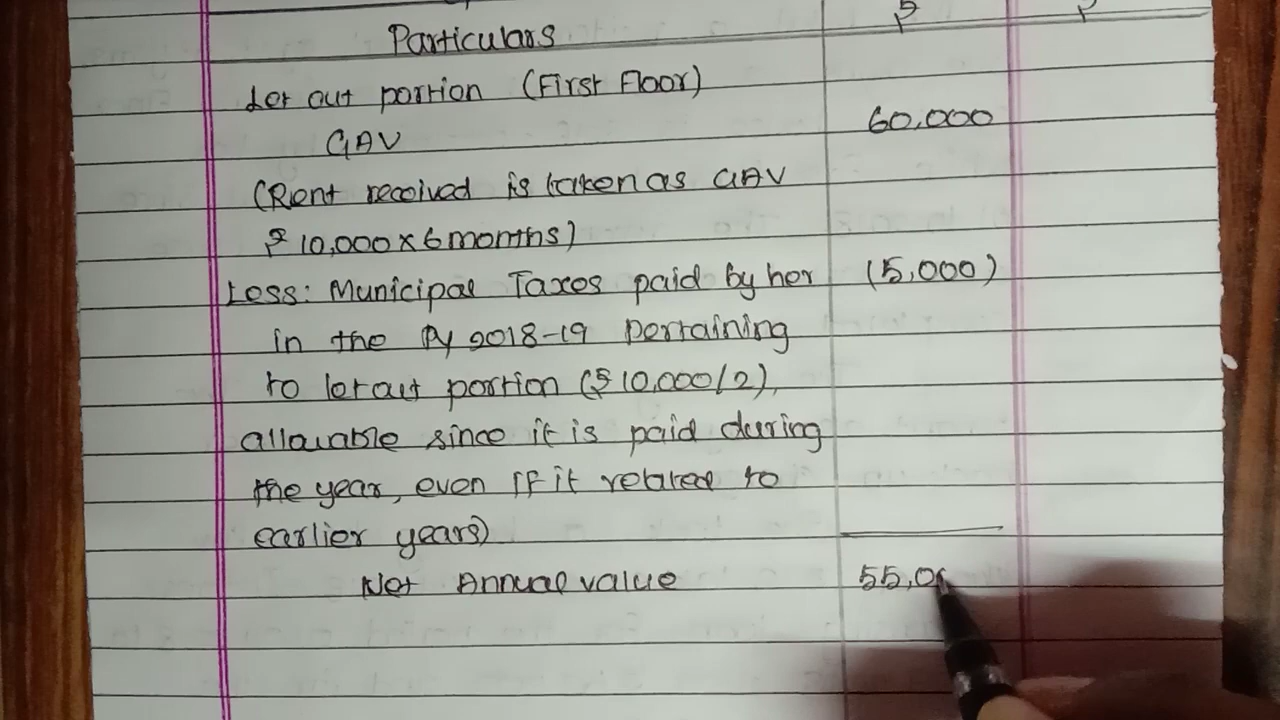 Particulars ₹ ₹
Let out portion (First Floor)
GAV 60,000
(Rent received is taken as GAV
₹ 10,000 x 6 months)
Less: Municipal Taxes paid by her (5,000)
in the Py 2018-19 pertaining
to let out portion (₹ 10,000/2),
allowable since it is paid during
the year, even if it related to
earlier years)
Net Annual value 55,00